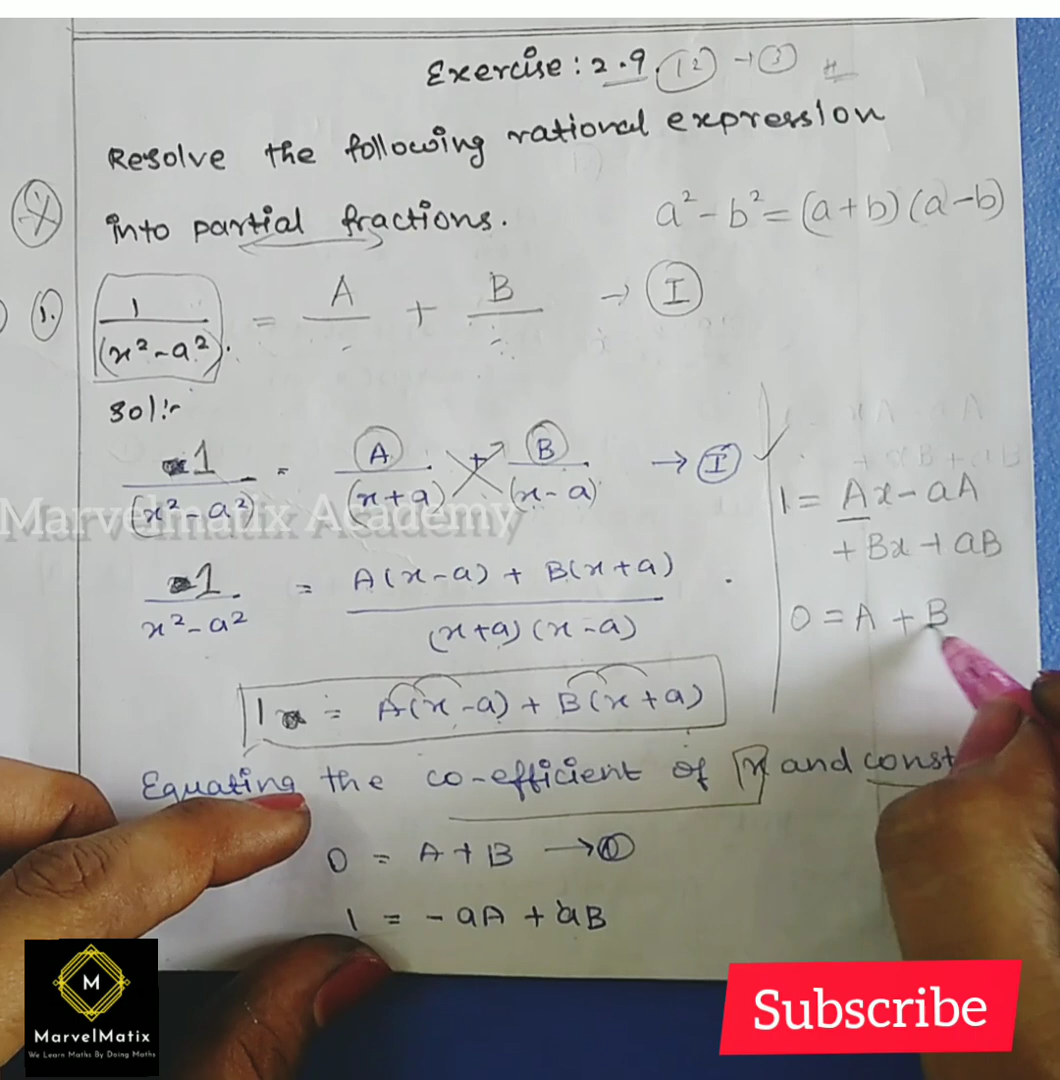 Exercise : 2.9 (12) → (3)
Resolve the following rational expression
into partial fractions.
a² - b² = (a+b)(a-b)
1. 1/(x²-a²) = A/ + B/ → (I)
Sol:-
1/(x²-a²) = A/(x+a) + B/(x-a) → (I)
Marvelmatix Academy
1/x²-a² = A(x-a) + B(x+a)/(x+a)(x-a)
1 = A(x-a) + B(x+a)
Equating the co-efficient of x and const
0 = A+B → (1)
1 = -aA + aB
1 = Ax-aA
+ Bx + aB
0 = A + B
M
MarvelMatix
We Learn Maths By Doing Maths
Subscribe